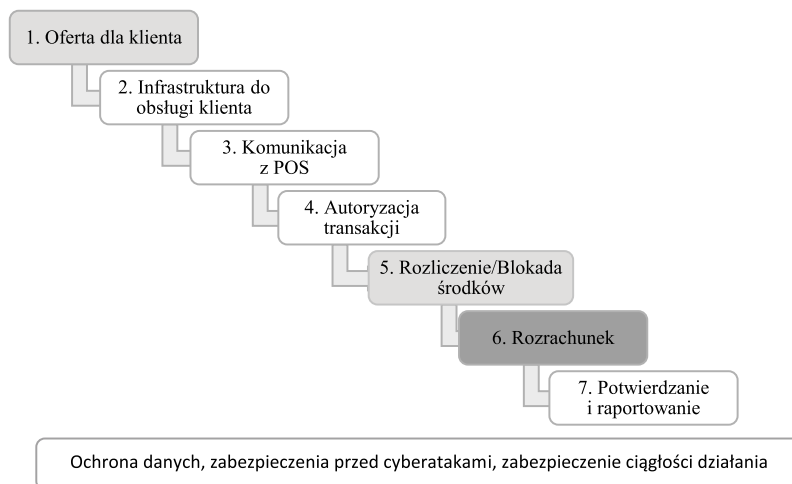 1. Oferta dla klienta
2. Infrastruktura do
obsługi klienta
3. Komunikacja
z POS
4. Autoryzacja
transakcji
5. Rozliczenie/Blokada
środków
6. Rozrachunek
7. Potwierdzanie
i raportowanie
Ochrona danych, zabezpieczenia przed cyberatakami, zabezpieczenie ciągłości działania